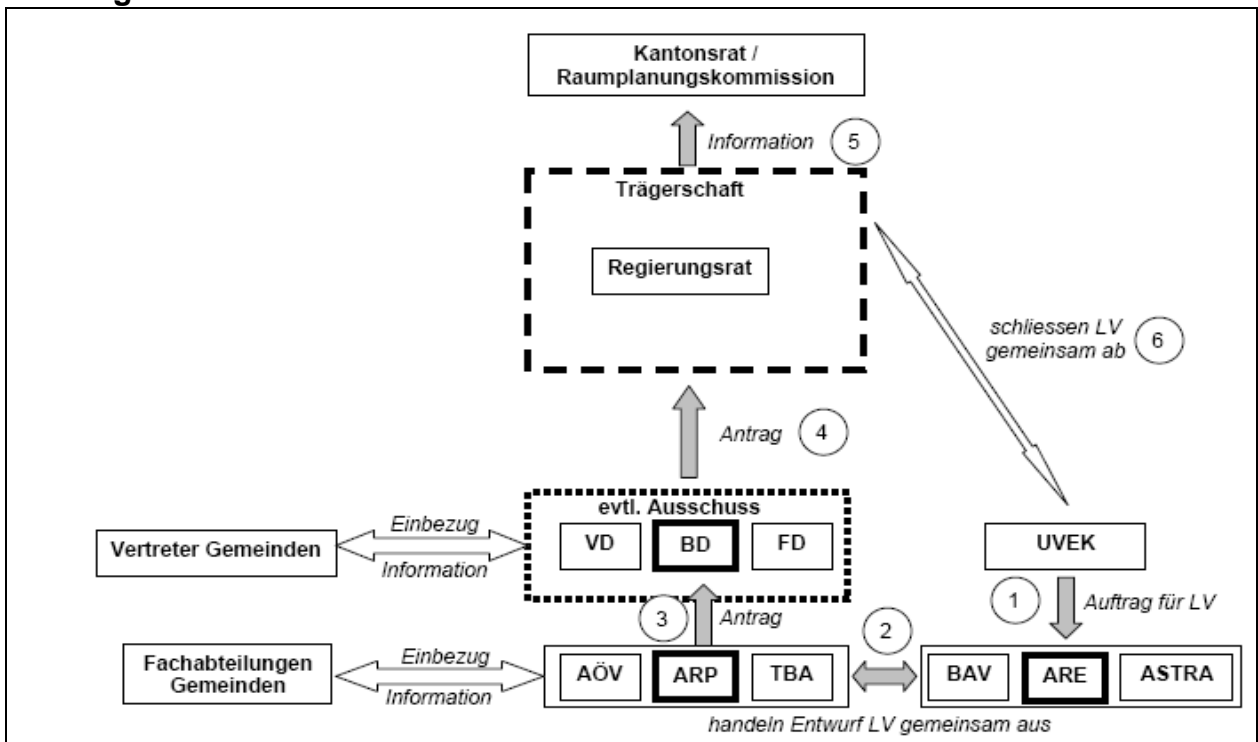 Kantonsrat /
Raumplanungskommission
Information 5
Trägerschaft
Regierungsrat
schliessen LV
gemeinsam ab 6
Antrag 4
evtl. Ausschuss
Vertreter Gemeinden
Einbezug
Information
VD BD FD
UVEK
3 Antrag
1 Auftrag für LV
2
Fachabteilungen
Gemeinden
Einbezug
Information
AÖV ARP TBA
BAV ARE ASTRA
handeln Entwurf LV gemeinsam aus